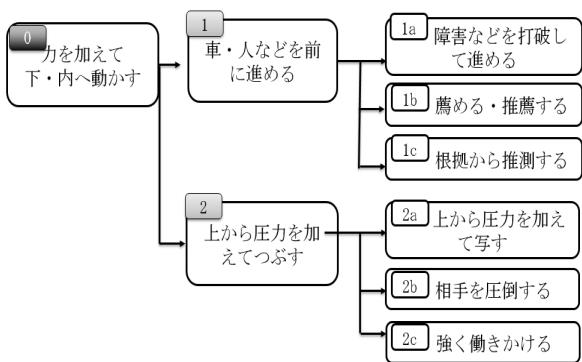 0
力を加えて
下・内へ動かす
1
車・人などを前
に進める
1a
障害などを打破し
て進める
1b
薦める・推薦する
1c
根拠から推測する
2
上から圧力を加
えてつぶす
2a
上から圧力を加え
て写す
2b
相手を圧倒する
2c
強く働きかける